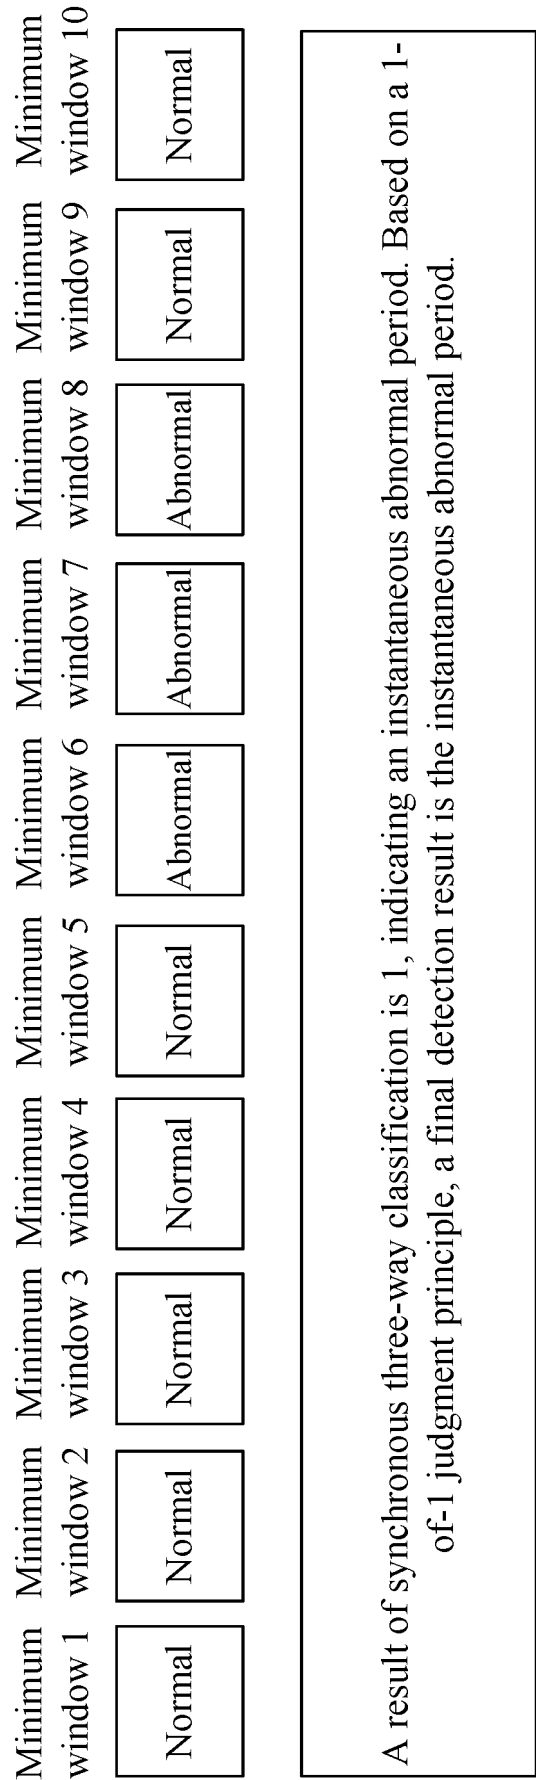 Minimum
window 1
Minimum
window 2
Minimum
window 3
Minimum
window 4
Minimum
window 5
Minimum
window 6
Minimum
window 7
Minimum
window 8
Minimum
window 9
Minimum
window 10
Normal
Normal
Normal
Normal
Normal
Abnormal
Abnormal
Abnormal
Normal
Normal
A result of synchronous three-way classification is 1, indicating an instantaneous abnormal period. Based on a 1-
of-1 judgment principle, a final detection result is the instantaneous abnormal period.